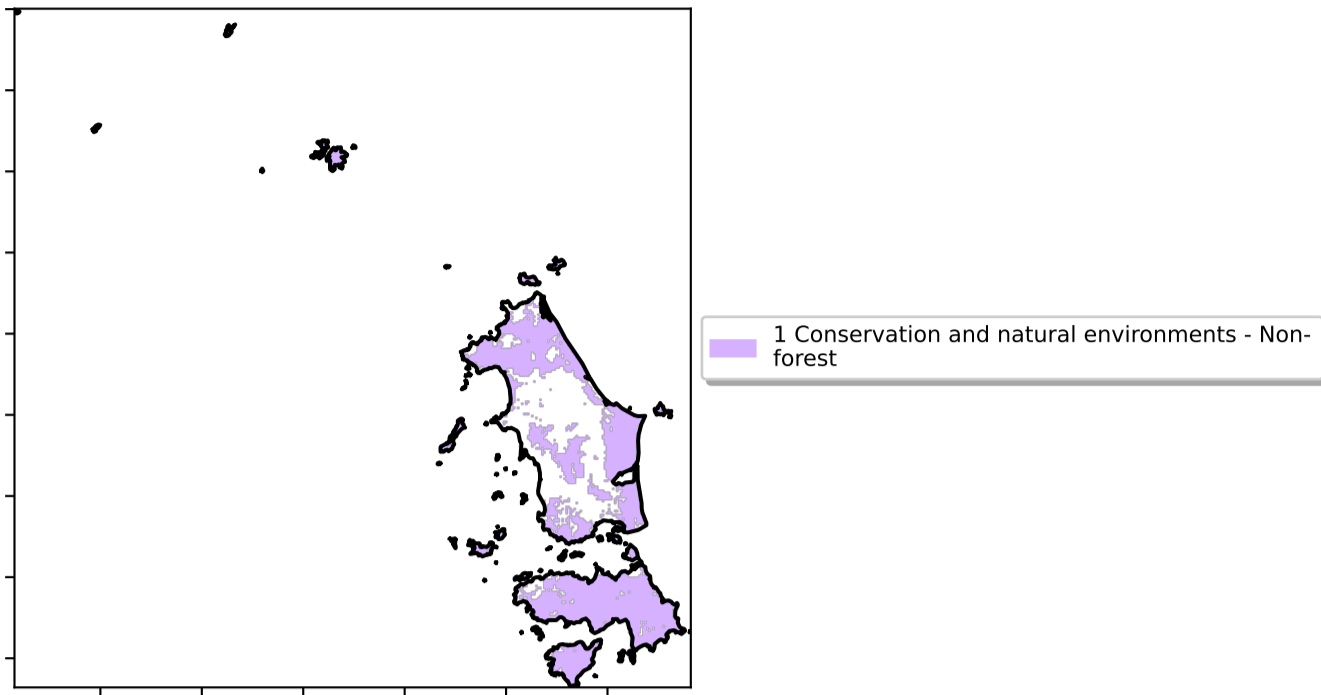 1 Conservation and natural environments - Non-
forest